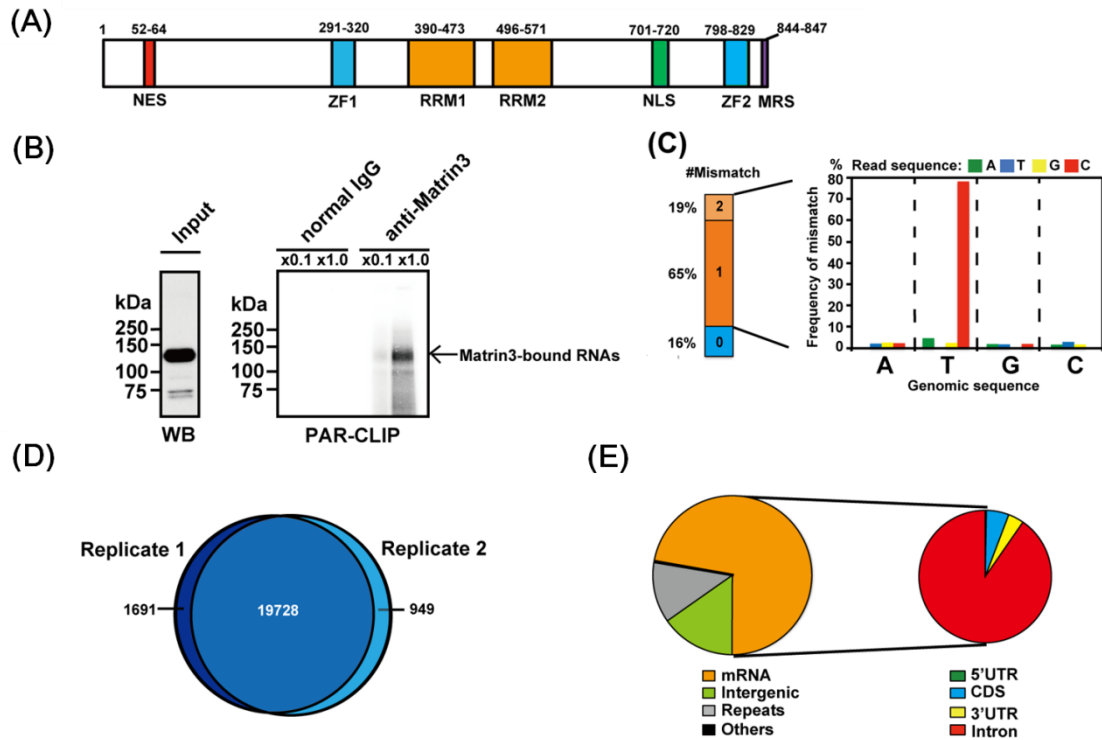 (A)
1 52-64 291-320 390-473 496-571 701-720 798-829 844-847
NES ZF1 RRM1 RRM2 NLS ZF2 MRS
(B)
Input
normal IgG
anti-Matrin3
x0.1 x1.0 x0.1 x1.0
kDa
250
150
100
75
WB
kDa
250
150
100
75
Matrin3-bound RNAs
PAR-CLIP
(C)
#Mismatch
19% 2
65% 1
16% 0
% Read sequence: A T G C
Frequency of mismatch
80
70
60
50
40
30
20
10
0
A T G C
Genomic sequence
(D)
Replicate 1 Replicate 2
1691 19728 949
(E)
mRNA
Intergenic
Repeats
Others
5'UTR
CDS
3'UTR
Intron